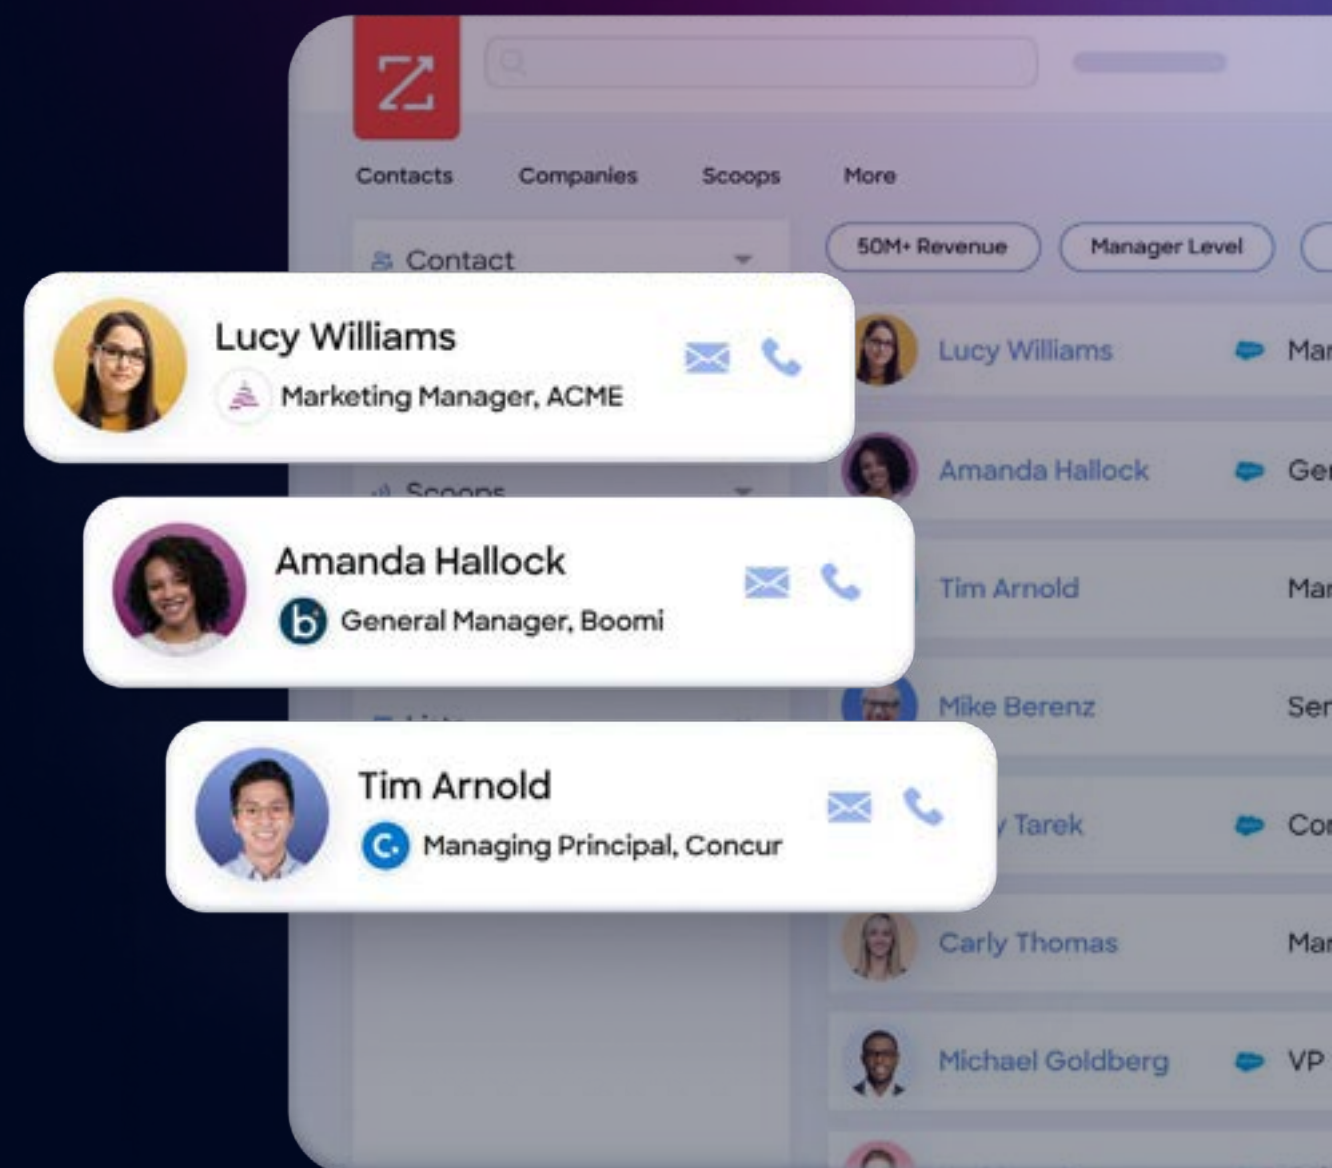 Contacts Companies Scoops More
Contact
50M+ Revenue Manager Level
Lucy Williams
Marketing Manager, ACME
Lucy Williams
Scoops
Amanda Hallock
Amanda Hallock
General Manager, Boomi
Tim Arnold
Mike Berenz
Tim Arnold
Managing Principal, Concur
Tarek
Carly Thomas
Michael Goldberg VP